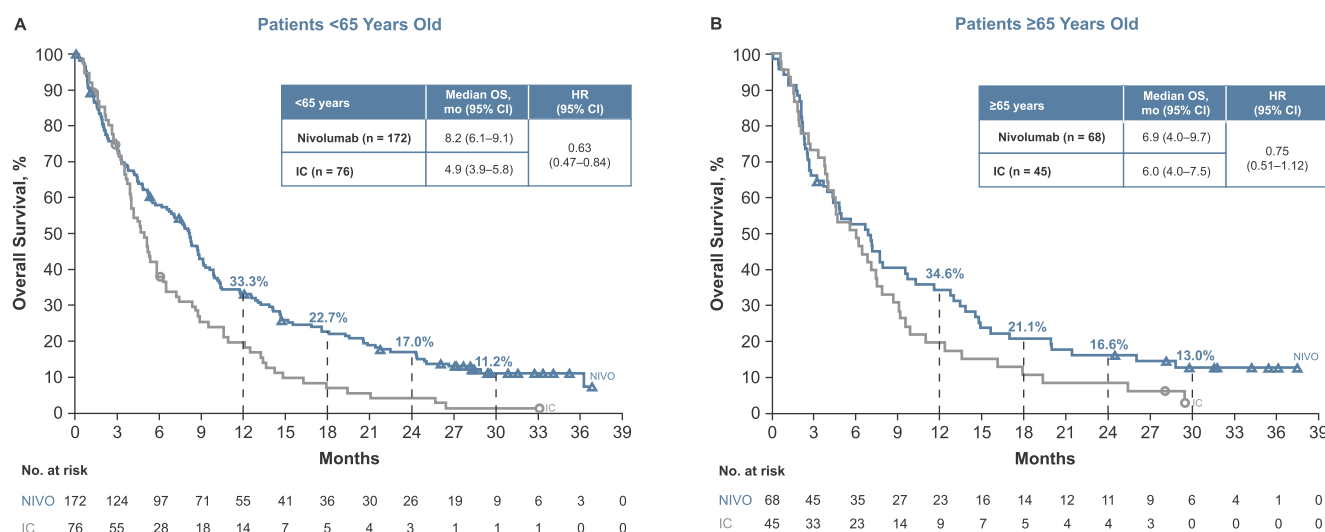 A
Patients <65 Years Old
100
90
80
70
60
50
40
30
20
10
0
Overall Survival, %
<65 years
Median OS,
mo (95% CI)
HR
(95% CI)
Nivolumab (n = 172)
8.2 (6.1–9.1)
0.63
(0.47–0.84)
IC (n = 76)
4.9 (3.9–5.8)
33.3%
22.7%
17.0%
11.2%
NIVO
IC
0 3 6 9 12 15 18 21 24 27 30 33 36 39
Months
No. at risk
NIVO 172 124 97 71 55 41 36 30 26 19 9 6 3 0
IC 76 55 28 18 14 7 5 4 3 1 1 1 0 0
B
Patients ≥65 Years Old
100
90
80
70
60
50
40
30
20
10
0
Overall Survival, %
≥65 years
Median OS,
mo (95% CI)
HR
(95% CI)
Nivolumab (n = 68)
6.9 (4.0–9.7)
0.75
(0.51–1.12)
IC (n = 45)
6.0 (4.0–7.5)
34.6%
21.1%
16.6%
13.0%
NIVO
IC
0 3 6 9 12 15 18 21 24 27 30 33 36 39
Months
No. at risk
NIVO 68 45 35 27 23 16 14 12 11 9 6 4 1 0
IC 45 33 23 14 9 7 5 4 4 3 0 0 0 0